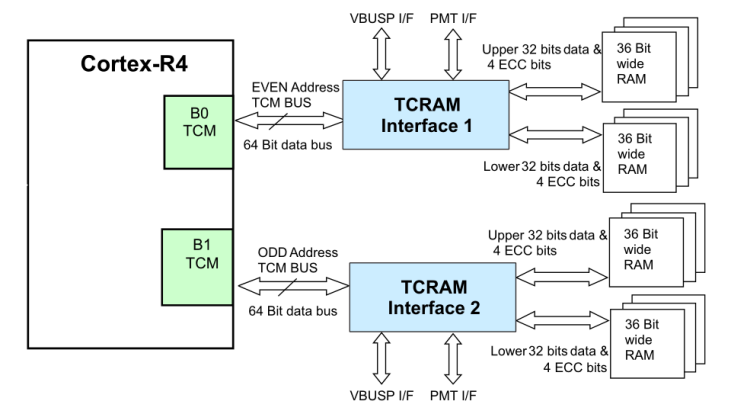 VBUSP I/F
PMT I/F
Cortex-R4
EVEN Address
TCM BUS
64 Bit data bus
B0
TCM
TCRAM
Interface 1
Upper 32 bits data &
4 ECC bits
36 Bit
wide
RAM
Lower 32 bits data &
4 ECC bits
36 Bit
wide
RAM
B1
TCM
ODD Address
TCM BUS
64 Bit data bus
TCRAM
Interface 2
Upper 32 bits data &
4 ECC bits
36 Bit
wide
RAM
Lower 32 bits data &
4 ECC bits
36 Bit
wide
RAM
VBUSP I/F
PMT I/F